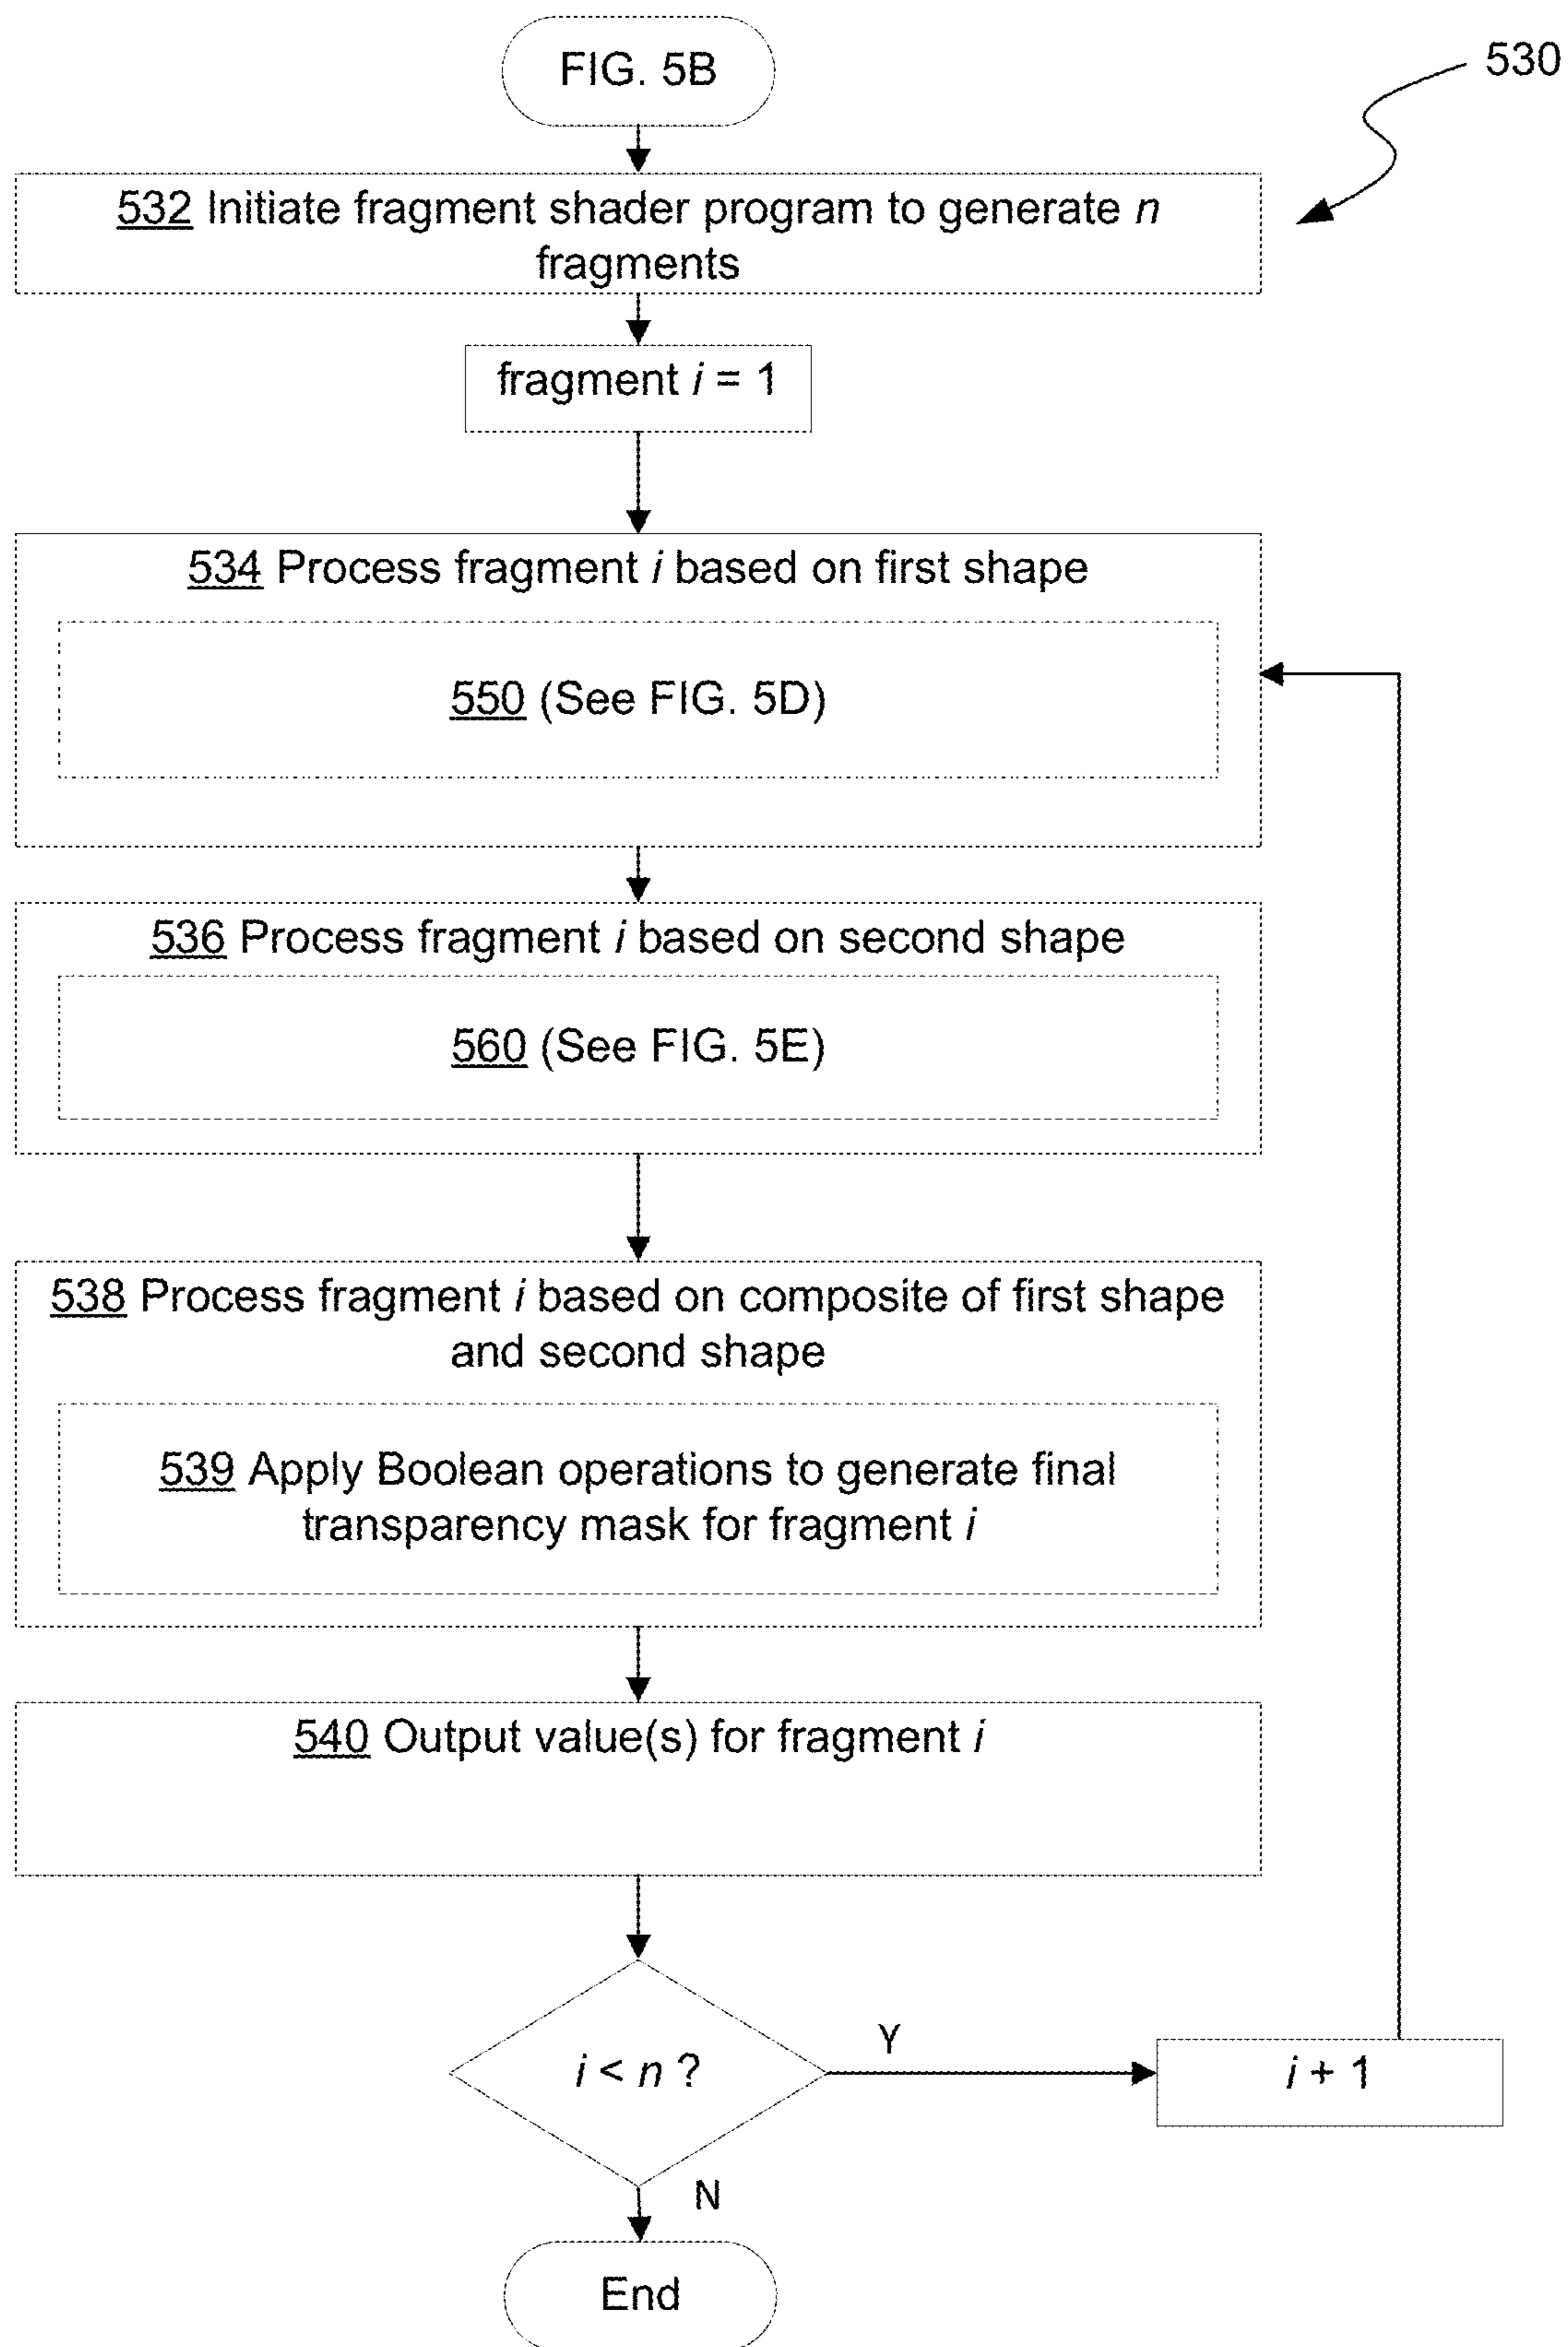 FIG. 5B
530
532 Initiate fragment shader program to generate n
fragments
fragment i = 1
534 Process fragment i based on first shape
550 (See FIG. 5D)
536 Process fragment i based on second shape
560 (See FIG. 5E)
538 Process fragment i based on composite of first shape
and second shape
539 Apply Boolean operations to generate final
transparency mask for fragment i
540 Output value(s) for fragment i
i < n ?
Y
i + 1
N
End